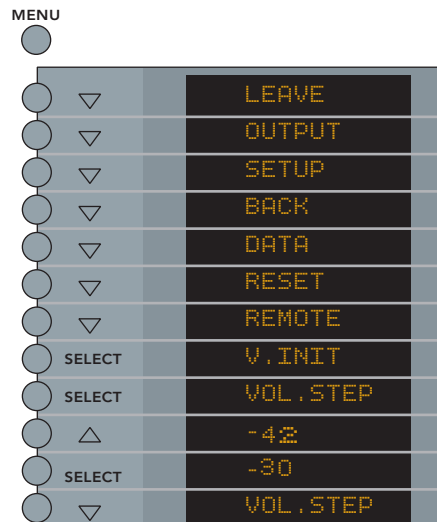 MENU
LEAVE
OUTPUT
SETUP
BACK
DATA
RESET
REMOTE
SELECT V.INIT
SELECT VOL.STEP
-42
SELECT -30
VOL.STEP